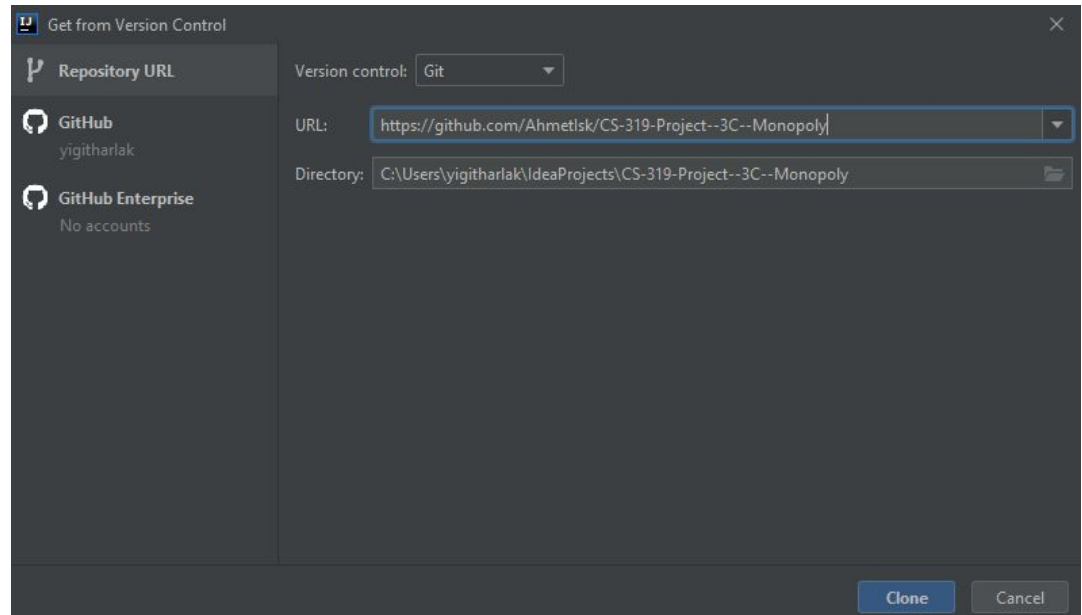 IJ Get from Version Control
Repository URL
GitHub
yigitharlak
GitHub Enterprise
No accounts
Version control: Git
URL: https://github.com/AhmetIsk/CS-319-Project--3C--Monopoly
Directory: C:\Users\yigitharlak\IdeaProjects\CS-319-Project--3C--Monopoly
Clone Cancel